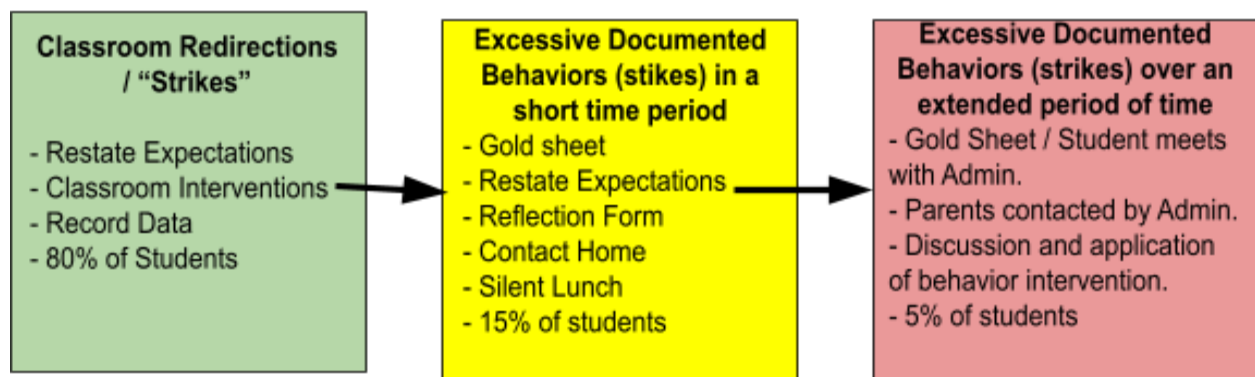 Classroom Redirections
/ “Strikes”
- Restate Expectations
- Classroom Interventions
- Record Data
- 80% of Students
Excessive Documented
Behaviors (stikes) in a
short time period
- Gold sheet
- Restate Expectations
- Reflection Form
- Contact Home
- Silent Lunch
- 15% of students
Excessive Documented
Behaviors (strikes) over an
extended period of time
- Gold Sheet / Student meets
with Admin.
- Parents contacted by Admin.
- Discussion and application
of behavior intervention.
- 5% of students